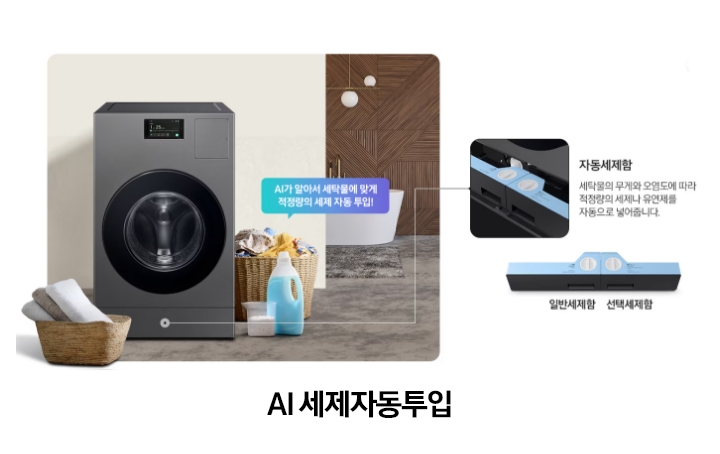 AI가 알아서 세탁물에 맞게
적정량의 세제 자동 투입!
자동세제함
세탁물의 무게와 오염도에 따라
적정량의 세제나 유연제를
자동으로 넣어줍니다.
일반세제함 선택세제함
AI 세제자동투입